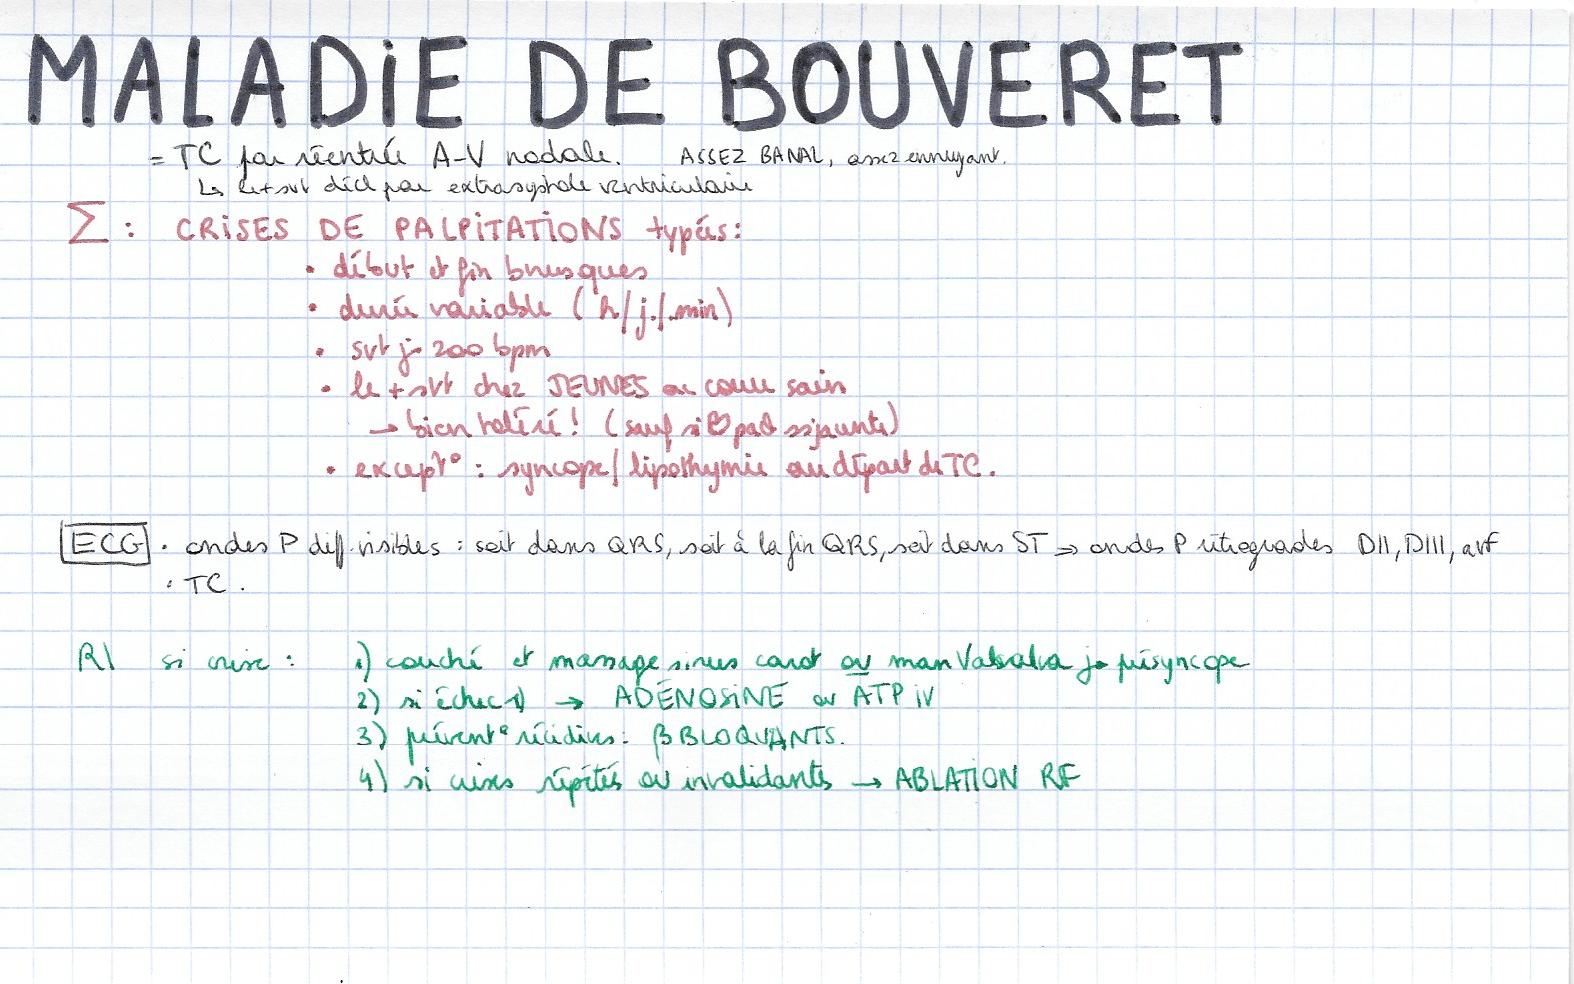 MALADiE DE BOUVERET
= TC par réentrée A-V nodale. ASSEZ BANAL, assez ennuyant.
↳ le + svt décl par extrasystole ventriculaire
Σ : CRiSES DE PALPiTATiONS typées :
• début et fin brusques
• durée variable (h/j./.min)
• svt j- 200 bpm
• le + svt chez JEUNES au coeur sain
→ bien toléré ! (sauf si ♡ path ssjacente)
• except° : syncope/lipothymie au départ de TC.
ECG • ondes P diff. visibles : soit dans QRS, soit à la fin QRS, soit dans ST ⇒ ondes P rétrogrades DII, DIII, avf
• TC.
R\ si crise : 1) couché et massage sinus carot ou man Valsalva j- présyncope
2) si échec 1) → ADÉNOSiNE ou ATP iV
3) prévent° récidives : βBLOQUANTS.
4) si crises répétées ou invalidantes → ABLATiON RF